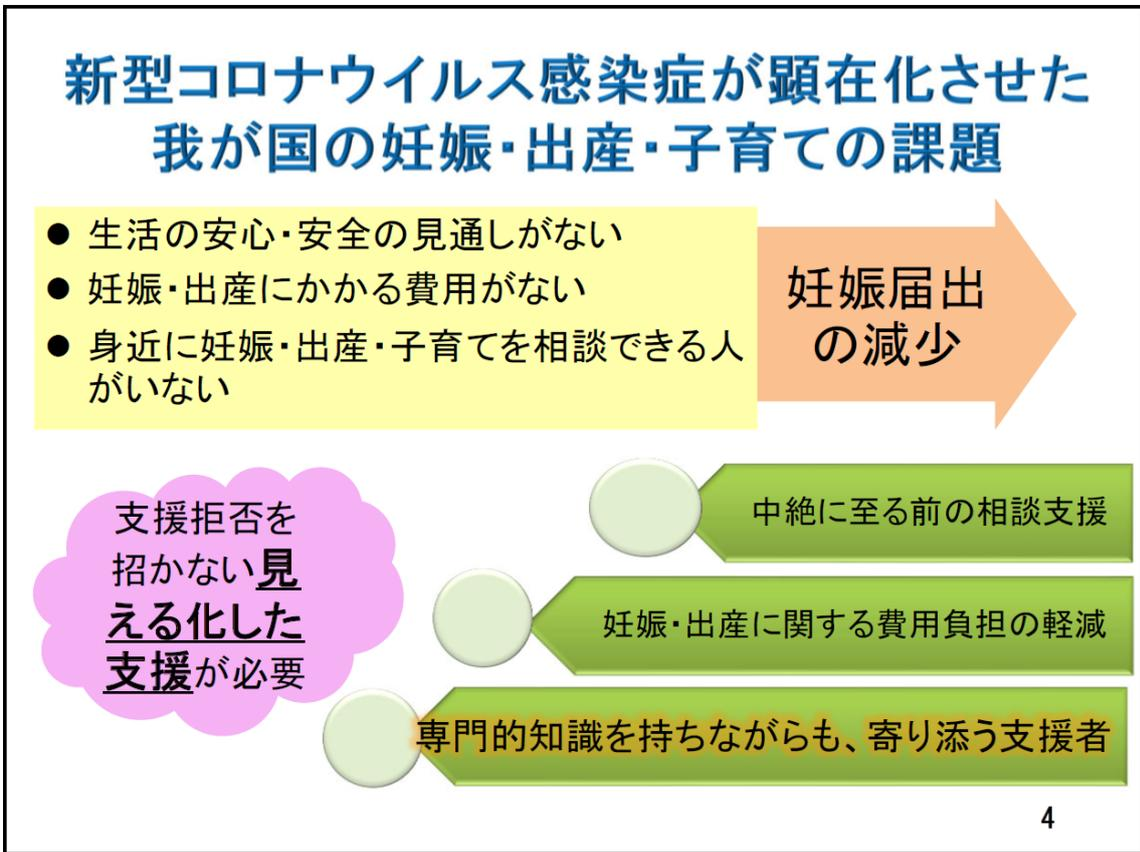 新型コロナウイルス感染症が顕在化させた
我が国の妊娠・出産・子育ての課題
● 生活の安心・安全の見通しがない
● 妊娠・出産にかかる費用がない
● 身近に妊娠・出産・子育てを相談できる人
がいない
妊娠届出
の減少
支援拒否を
招かない見
える化した
支援が必要
中絶に至る前の相談支援
妊娠・出産に関する費用負担の軽減
専門的知識を持ちながらも、寄り添う支援者
4